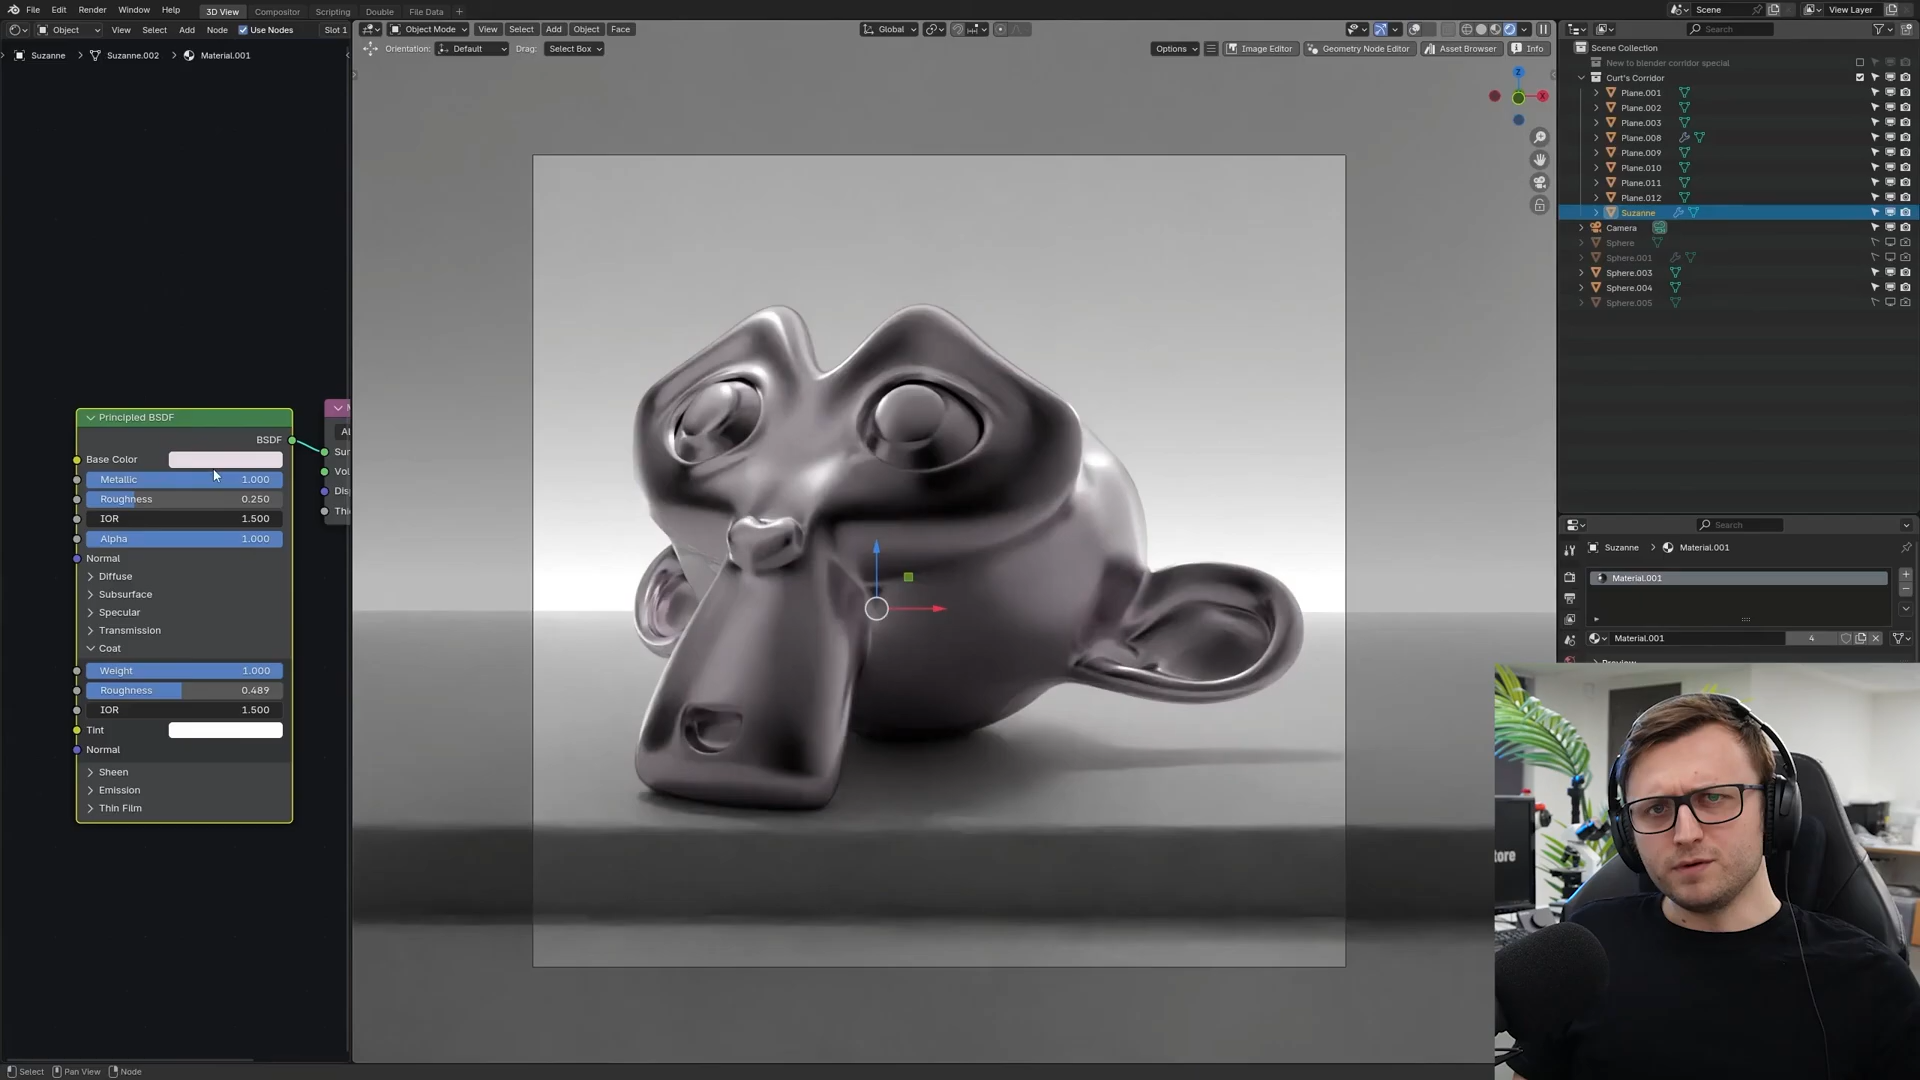 File Edit Render Window Help 3D View Compositor Scripting Double File Data + Scene View Layer
Object View Select Add Node Use Nodes Slot 1 Object Mode View Select Add Object Face Global Search
Orientation: Default Drag: Select Box Options Image Editor Geometry Node Editor Asset Browser Info
Suzanne > Suzanne.002 > Material.001
Scene Collection
New to blender corridor special
Curt's Corridor
Plane.001
Plane.002
Plane.003
Plane.008
Plane.009
Plane.010
Plane.011
Plane.012
Suzanne
Camera
Sphere
Sphere.001
Sphere.003
Sphere.004
Sphere.005
Z
X
Principled BSDF
BSDF
Base Color
Metallic 1.000
Roughness 0.250
IOR 1.500
Alpha 1.000
Normal
Diffuse
Subsurface
Specular
Transmission
Coat
Weight 1.000
Roughness 0.489
IOR 1.500
Tint
Normal
Sheen
Emission
Thin Film
Sur
Vol
Dis
Thi
Search
Suzanne > Material.001
Material.001
Material.001 4
tore
Select Pan View Node